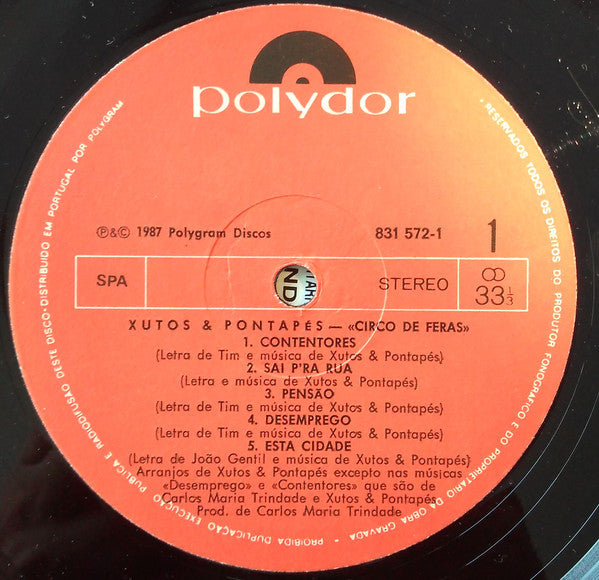 polydor
℗&© 1987 Polygram Discos
831 572-1
1
SPA
STEREO
33 1/3
XUTOS & PONTAPÉS — «CIRCO DE FERAS»
1. CONTENTORES
(Letra de Tim e música de Xutos & Pontapés)
2. SAI P'RA RUA
(Letra de Tim e música de Xutos & Pontapés)
3. PENSÃO
(Letra de Tim e música de Xutos & Pontapés)
4. DESEMPREGO
(Letra de Tim e música de Xutos & Pontapés)
5. ESTA CIDADE
(Letra de João Gentil e música de Xutos & Pontapés)
Arranjos de Xutos & Pontapés excepto nas músicas
«Desemprego» e «Contentores» que são de
Carlos Maria Trindade e Xutos & Pontapés
Prod. de Carlos Maria Trindade
• RESERVADOS TODOS OS DIREITOS DO PRODUTOR FONOGRÁFICO E DO PROPRIETÁRIO DA OBRA GRAVADA • PROIBIDA DUPLICAÇÃO EXECUÇÃO PÚBLICA E RADIODIFUSÃO DESTE DISCO • DISTRIBUIDO EM PORTUGAL POR POLYGRAM
ND